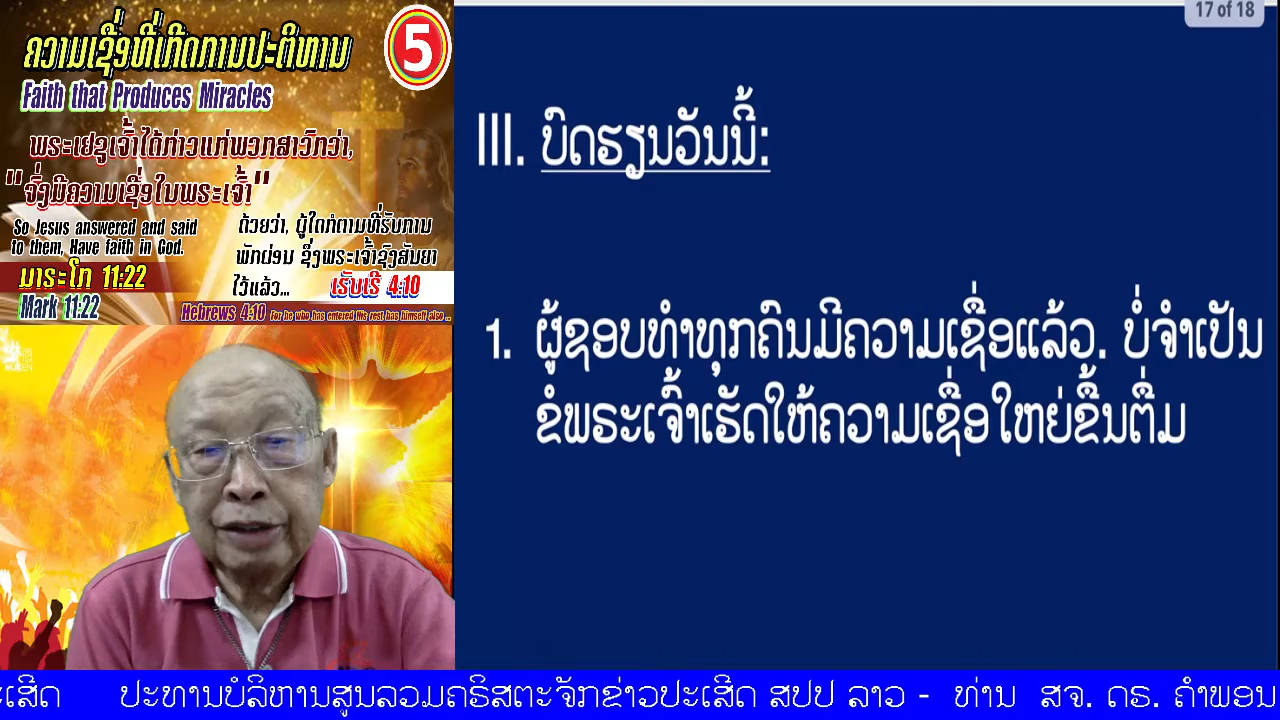 ຄວາມເຊື່ອທີ່ເກີດການປະຕິຫານ
5
Faith that Produces Miracles
ພຣະເຢຊູເຈົ້າໄດ້ກ່າວແກ່ພວກສາວົກວ່າ,
"ຈົ່ງມີຄວາມເຊື່ອໃນພຣະເຈົ້າ"
So Jesus answered and said
to them, Have faith in God.
ມາຣະໂກ 11:22
Mark 11:22
ດ້ວຍວ່າ, ຜູ້ໃດກໍຕາມທີ່ຮັບການ
ພັກຜ່ອນ ຊຶ່ງພຣະເຈົ້າຊົງສັນຍາ
ໄວ້ແລ້ວ... ເຮັບເຣີ 4:10
Hebrews 4:10 For he who has entered His rest has himself also ...
17 of 18
III. ບົດຮຽນວັນນີ້:
1. ຜູ້ຊອບທຳທຸກຄົນມີຄວາມເຊື່ອແລ້ວ. ບໍ່ຈຳເປັນ
ຂໍພຣະເຈົ້າເຮັດໃຫ້ຄວາມເຊື່ອໃຫຍ່ຂຶ້ນຕື່ມ
ະເສີດ ປະທານບໍລິຫານສູນລວມຄຣິສຕະຈັກຂ່າວປະເສີດ ສປປ ລາວ - ທ່ານ ສຈ. ດຣ. ຄຳພອນ